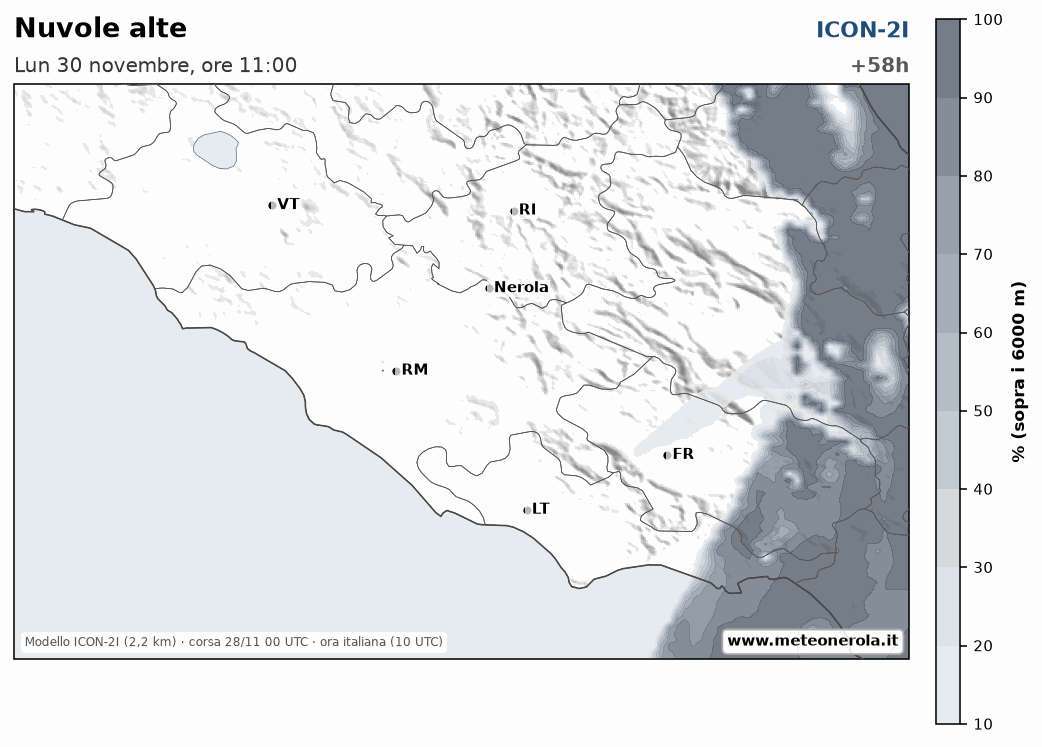 Nuvole alte
ICON-2I
Lun 30 novembre, ore 11:00
+58h
VT
RI
Nerola
RM
FR
LT
Modello ICON-2I (2,2 km) · corsa 28/11 00 UTC · ora italiana (10 UTC)
www.meteonerola.it
100
90
80
70
60
50
40
30
20
10
% (sopra i 6000 m)